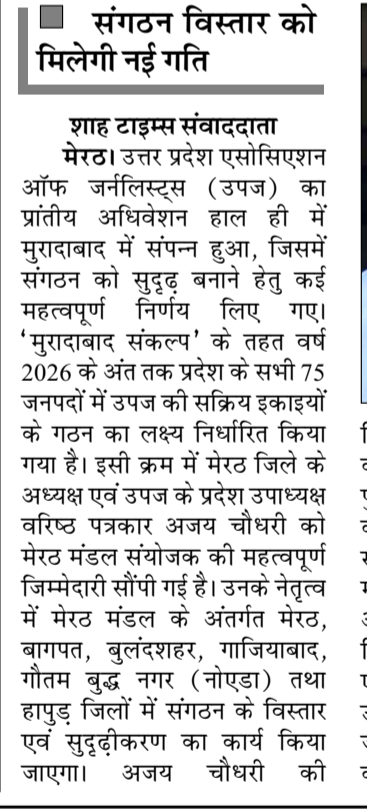 संगठन विस्तार को
मिलेगी नई गति
शाह टाइम्स संवाददाता
मेरठ। उत्तर प्रदेश एसोसिएशन
ऑफ जर्नलिस्ट्स (उपज) का
प्रांतीय अधिवेशन हाल ही में
मुरादाबाद में संपन्न हुआ, जिसमें
संगठन को सुदृढ़ बनाने हेतु कई
महत्वपूर्ण निर्णय लिए गए।
‘मुरादाबाद संकल्प’ के तहत वर्ष
2026 के अंत तक प्रदेश के सभी 75
जनपदों में उपज की सक्रिय इकाइयों
के गठन का लक्ष्य निर्धारित किया
गया है। इसी क्रम में मेरठ जिले के
अध्यक्ष एवं उपज के प्रदेश उपाध्यक्ष
वरिष्ठ पत्रकार अजय चौधरी को
मेरठ मंडल संयोजक की महत्वपूर्ण
जिम्मेदारी सौंपी गई है। उनके नेतृत्व
में मेरठ मंडल के अंतर्गत मेरठ,
बागपत, बुलंदशहर, गाजियाबाद,
गौतम बुद्ध नगर (नोएडा) तथा
हापुड़ जिलों में संगठन के विस्तार
एवं सुदृढ़ीकरण का कार्य किया
जाएगा। अजय चौधरी की